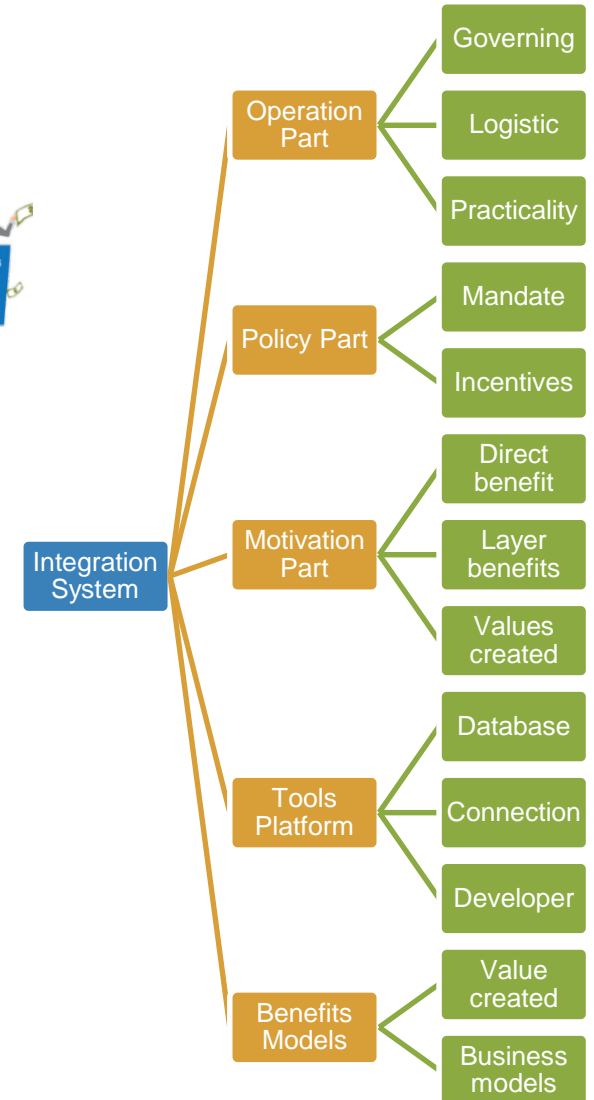 Governing
Operation
Part
Logistic
Practicality
Mandate
Policy Part
Incentives
Direct
benefit
Motivation
Part
Layer
benefits
Values
created
Integration
System
Database
Tools
Platform
Connection
Developer
Value
created
Benefits
Models
Business
models